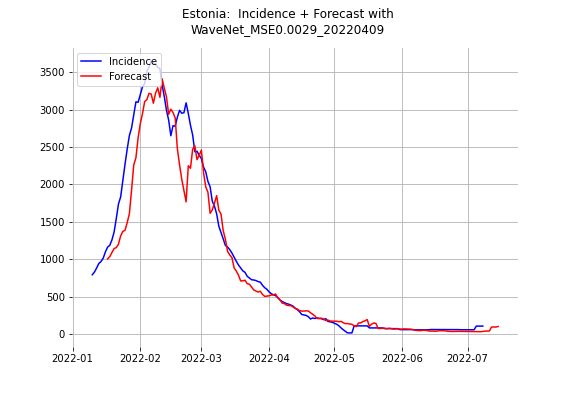 Estonia: Incidence + Forecast with
WaveNet_MSE0.0029_20220409
Incidence
Forecast
3500
3000
2500
2000
1500
1000
500
0
2022-01 2022-02 2022-03 2022-04 2022-05 2022-06 2022-07